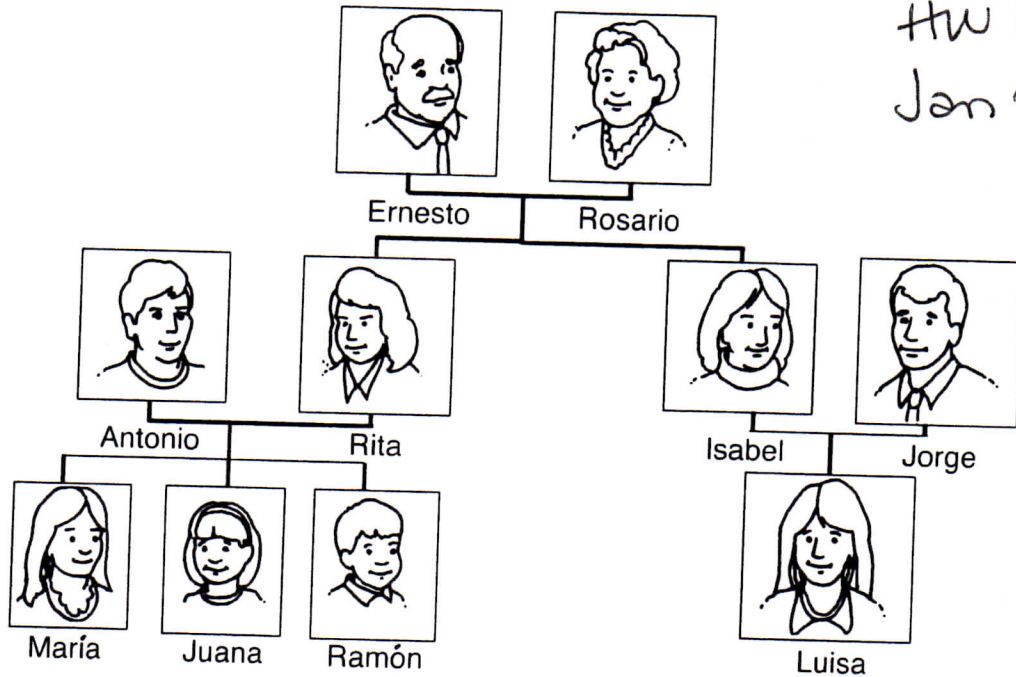 HW
Jan
Ernesto Rosario
Antonio Rita Isabel Jorge
María Juana Ramón Luisa